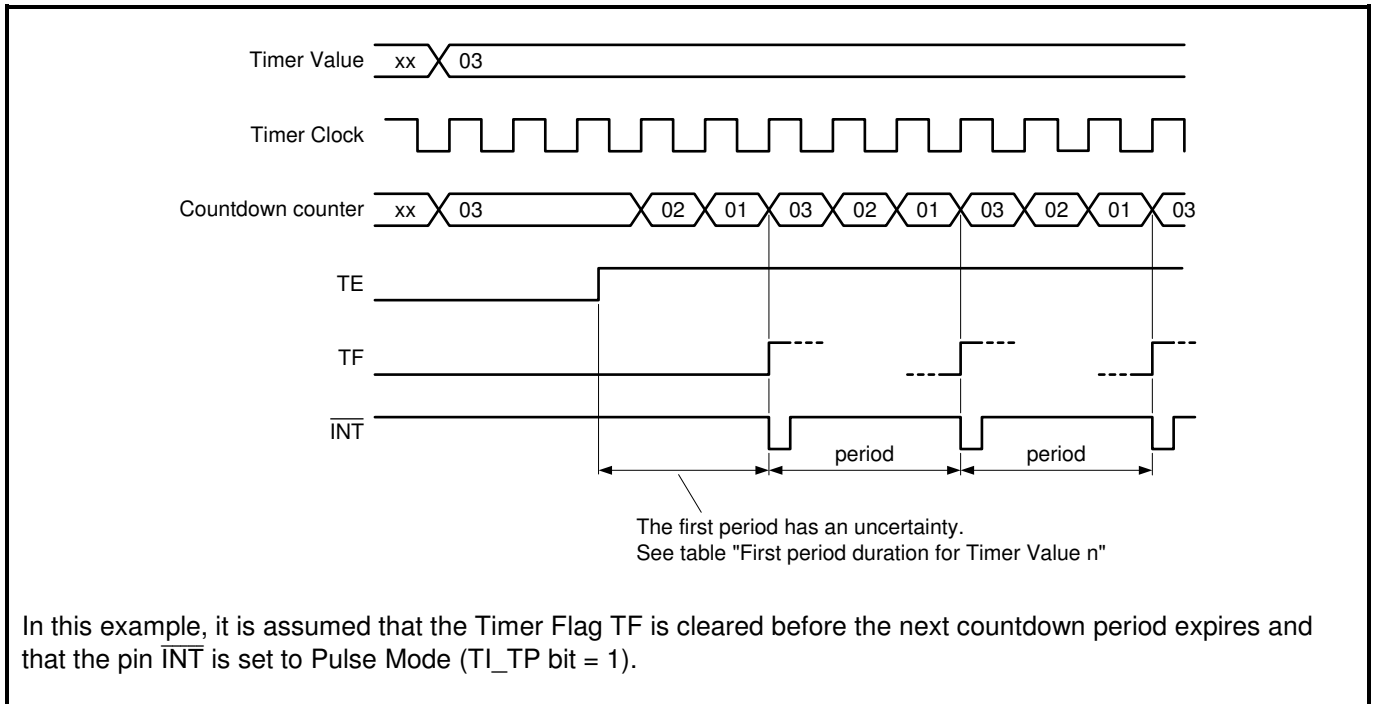 Timer Value xx 03
Timer Clock
Countdown counter xx 03 02 01 03 02 01 03 02 01 03
TE
TF
INT
period period
The first period has an uncertainty.
See table "First period duration for Timer Value n"
In this example, it is assumed that the Timer Flag TF is cleared before the next countdown period expires and
that the pin INT is set to Pulse Mode (TI_TP bit = 1).